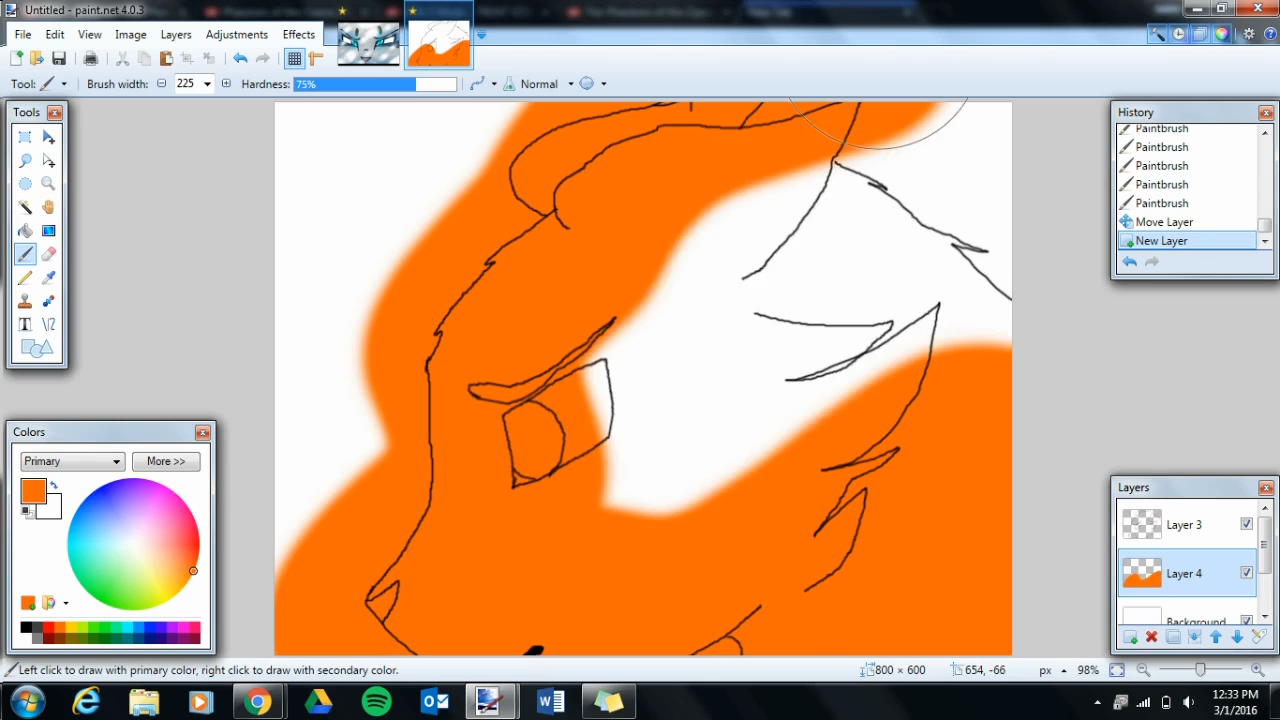 Untitled - paint.net 4.0.3
File Edit View Image Layers Adjustments Effects
Tool: Brush width: 225 Hardness: 75% Normal
Tools
History
Paintbrush
Paintbrush
Paintbrush
Paintbrush
Paintbrush
Move Layer
New Layer
Colors
Primary More >>
Layers
Layer 3
Layer 4
Background
Left click to draw with primary color, right click to draw with secondary color.
800 × 600 654, -66 px 98%
12:33 PM
3/1/2016